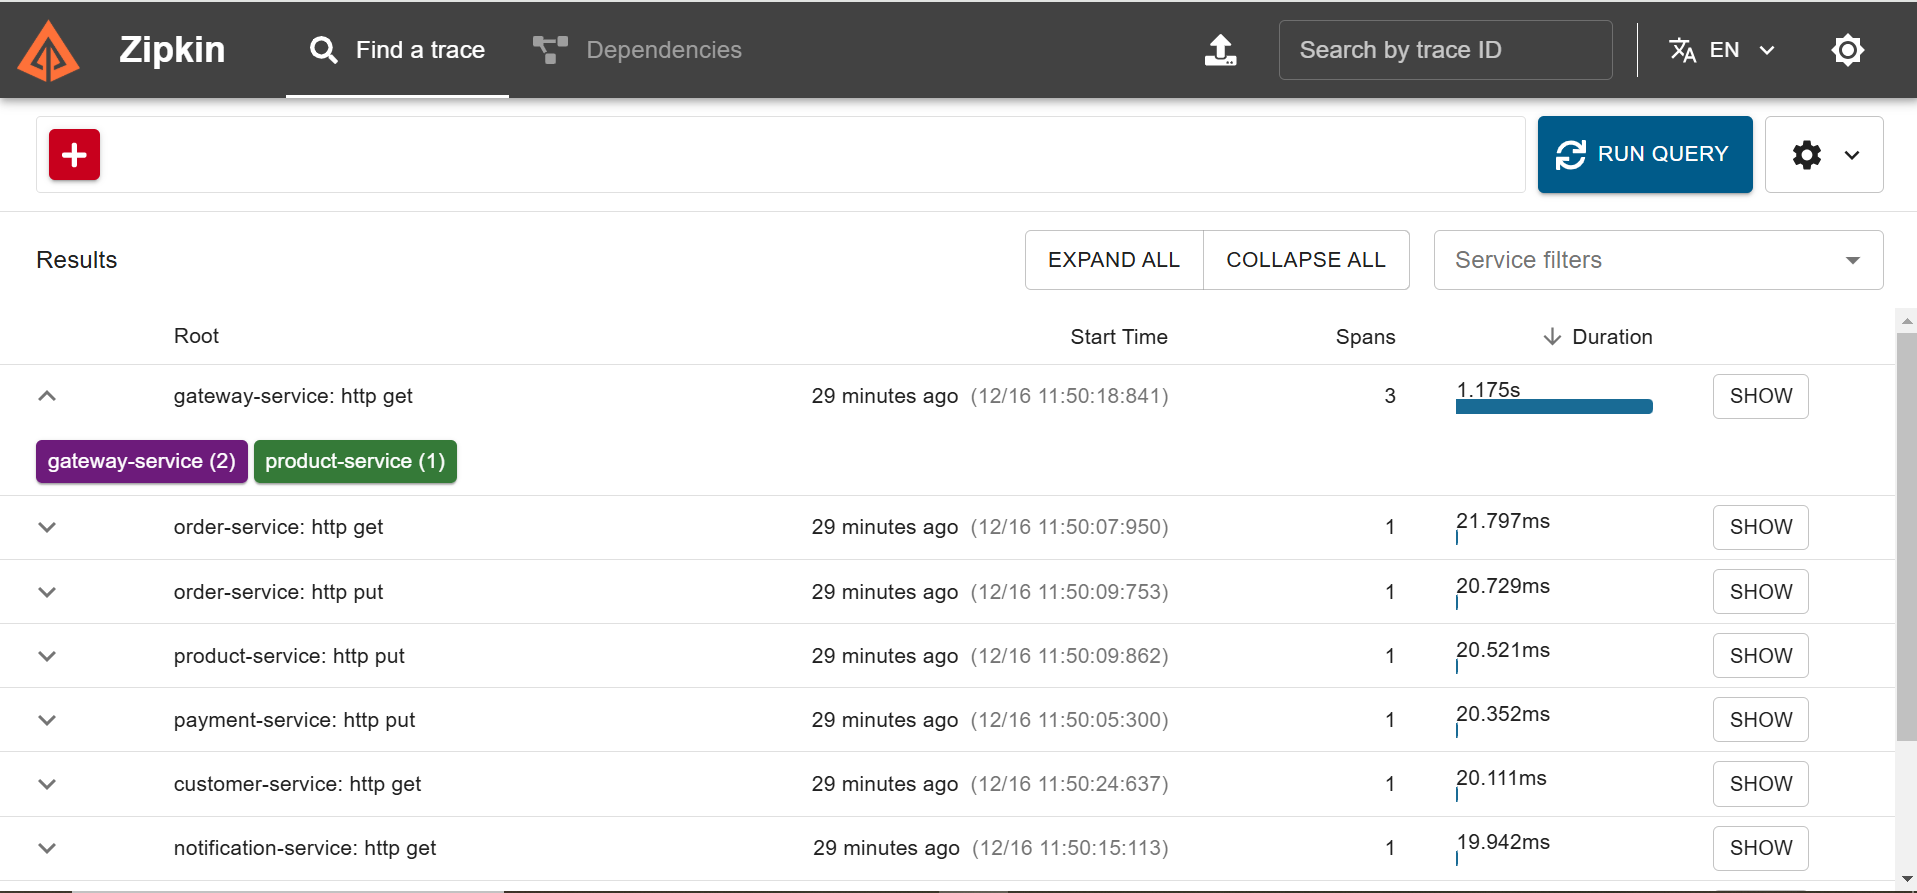 Zipkin Find a trace Dependencies Search by trace ID EN
RUN QUERY
Results EXPAND ALL COLLAPSE ALL Service filters
Root Start Time Spans Duration
gateway-service: http get 29 minutes ago (12/16 11:50:18:841) 3 1.175s SHOW
gateway-service (2) product-service (1)
order-service: http get 29 minutes ago (12/16 11:50:07:950) 1 21.797ms SHOW
order-service: http put 29 minutes ago (12/16 11:50:09:753) 1 20.729ms SHOW
product-service: http put 29 minutes ago (12/16 11:50:09:862) 1 20.521ms SHOW
payment-service: http put 29 minutes ago (12/16 11:50:05:300) 1 20.352ms SHOW
customer-service: http get 29 minutes ago (12/16 11:50:24:637) 1 20.111ms SHOW
notification-service: http get 29 minutes ago (12/16 11:50:15:113) 1 19.942ms SHOW